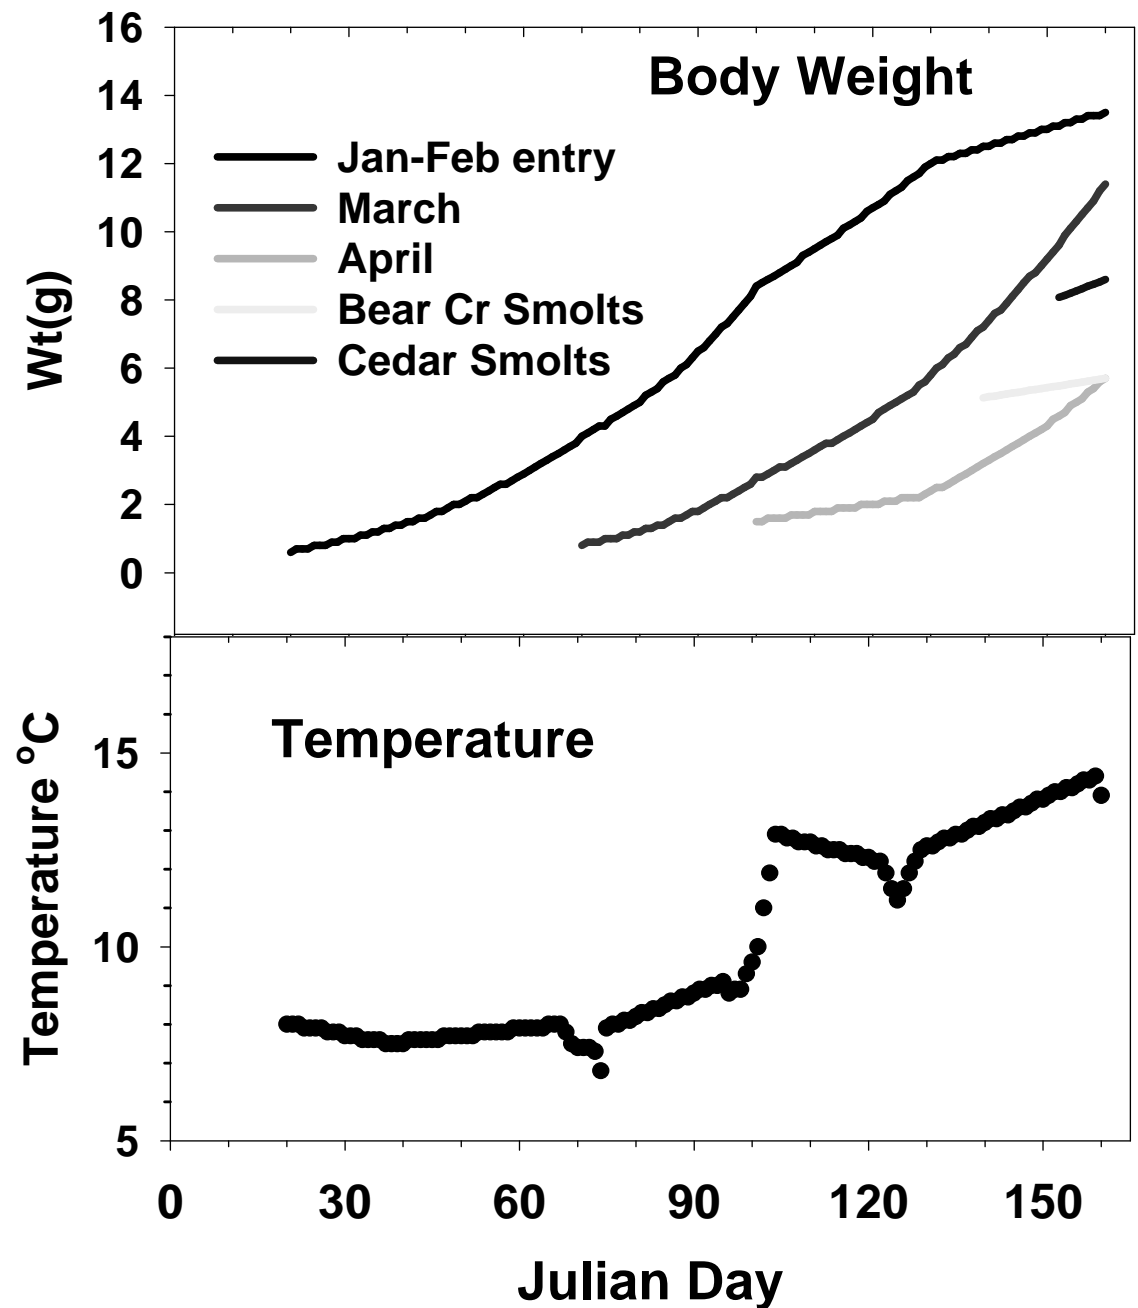 Body Weight
16
14
12
10
8
6
4
2
0
Wt(g)
Jan-Feb entry
March
April
Bear Cr Smolts
Cedar Smolts
Temperature
15
10
5
Temperature °C
0 30 60 90 120 150
Julian Day